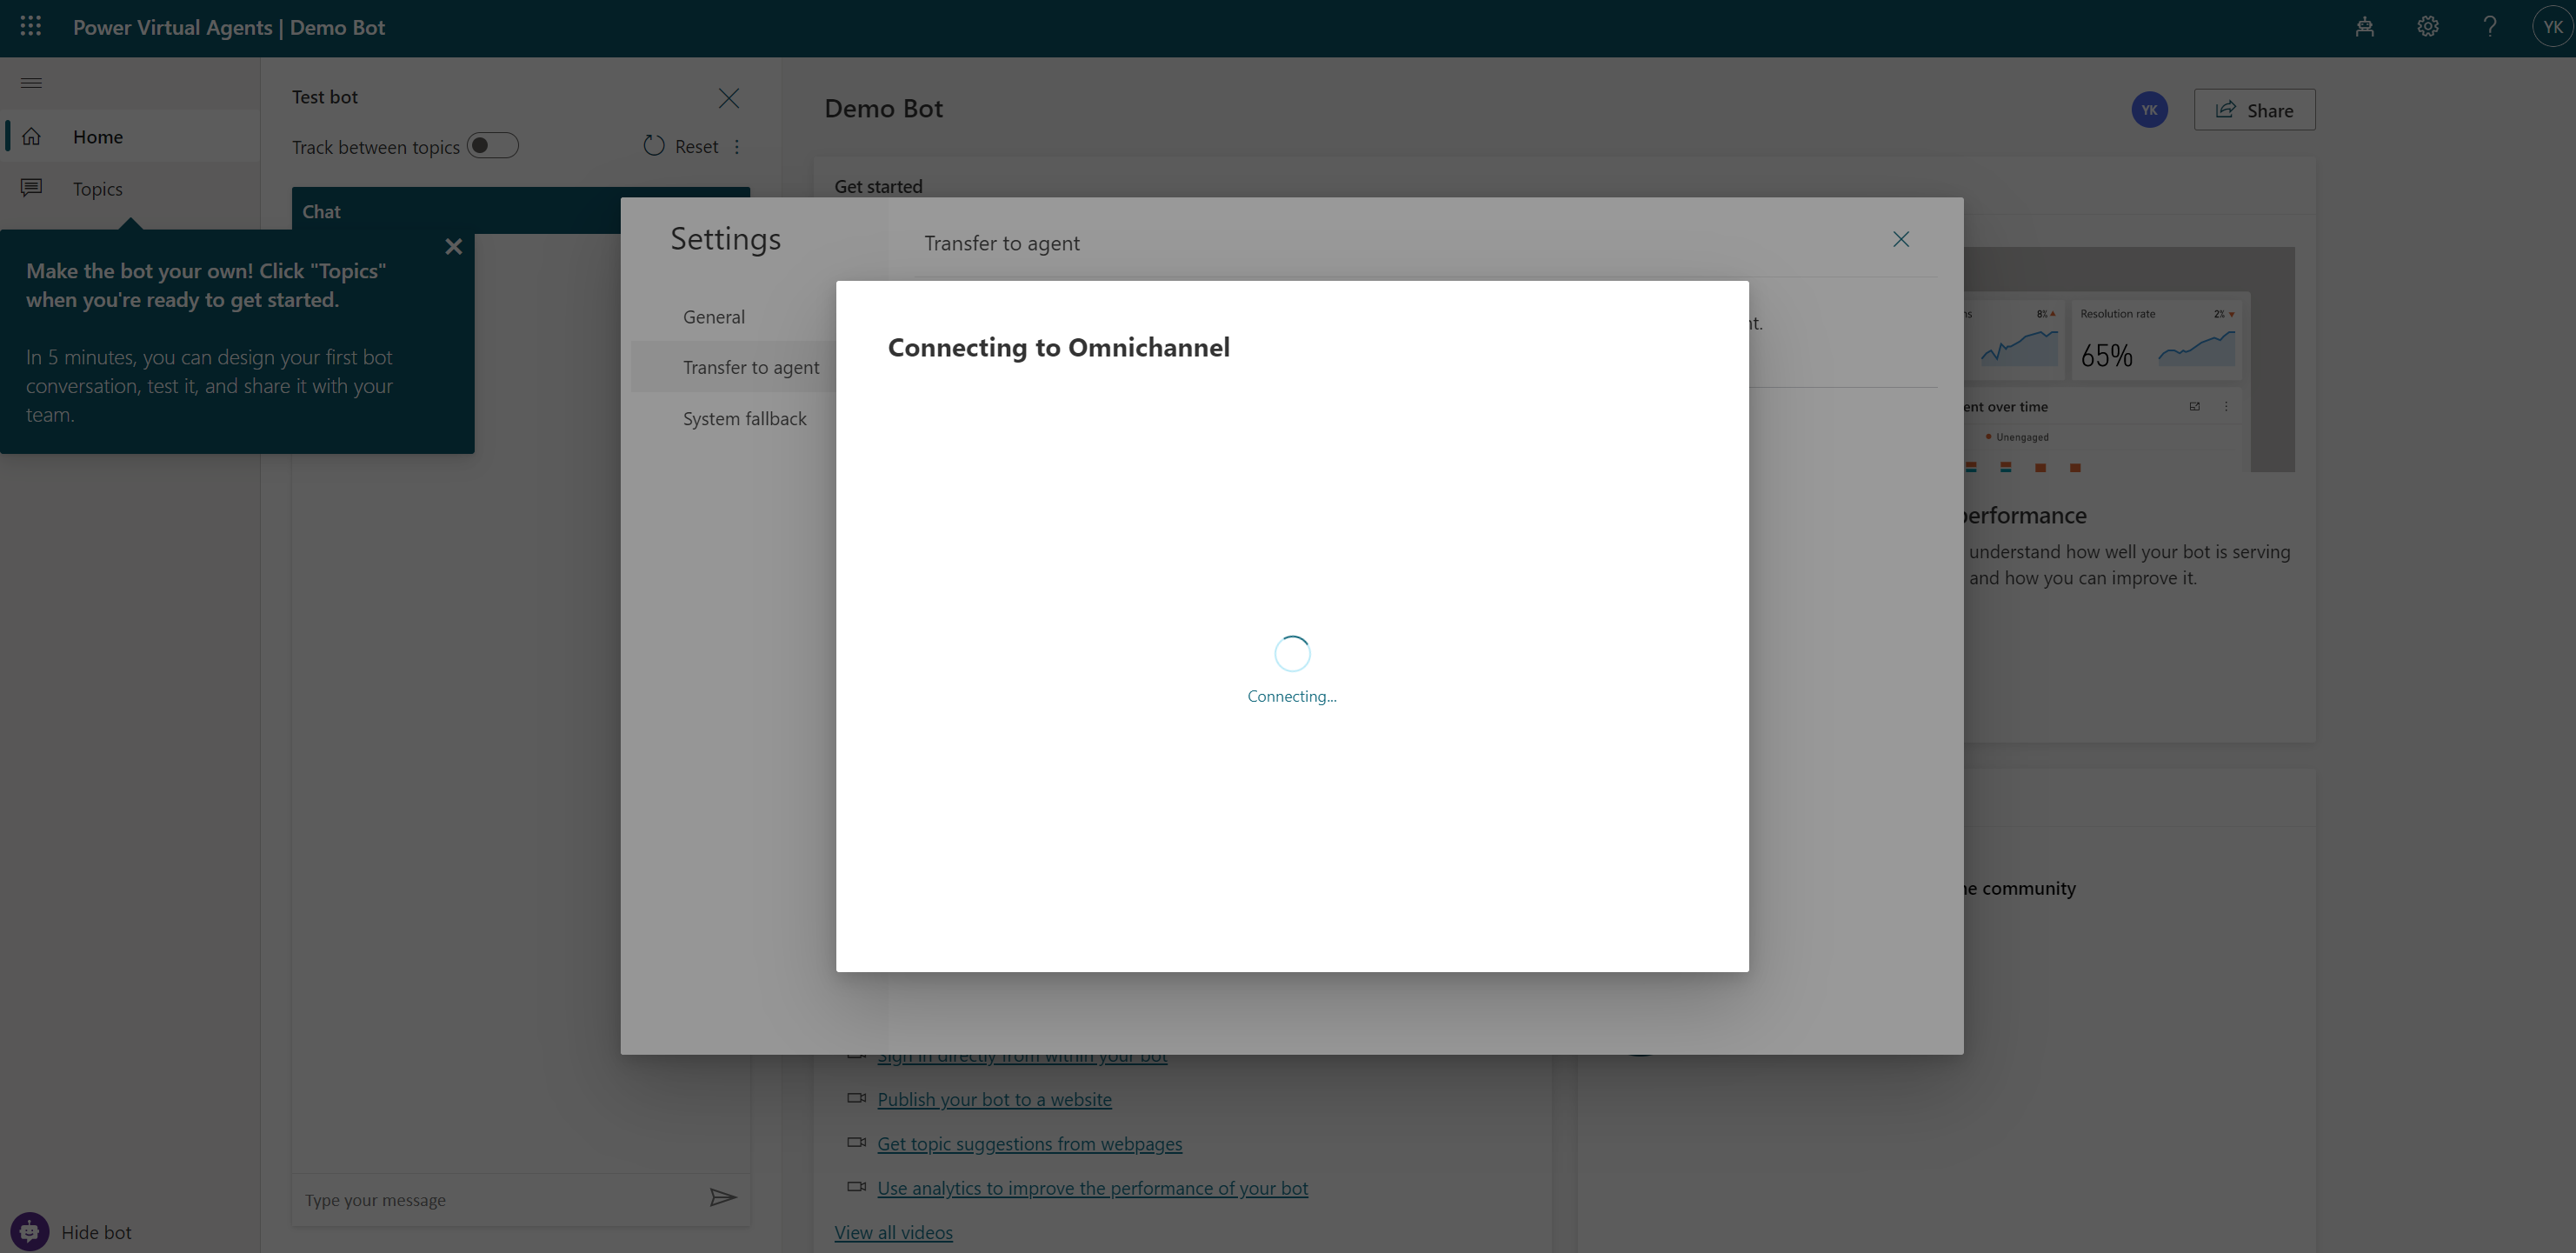 Power Virtual Agents | Demo Bot
YK
Test bot
Track between topics
Reset
Home
Topics
Chat
Make the bot your own! Click "Topics"
when you're ready to get started.
In 5 minutes, you can design your first bot
conversation, test it, and share it with your
team.
Type your message
Hide bot
Demo Bot
YK
Share
Get started
Settings
General
Transfer to agent
System fallback
Transfer to agent
Connecting to Omnichannel
Connecting...
8%
Resolution rate
2%
65%
over time
Unengaged
performance
understand how well your bot is serving
and how you can improve it.
community
Sign in directly from within your bot
Publish your bot to a website
Get topic suggestions from webpages
Use analytics to improve the performance of your bot
View all videos